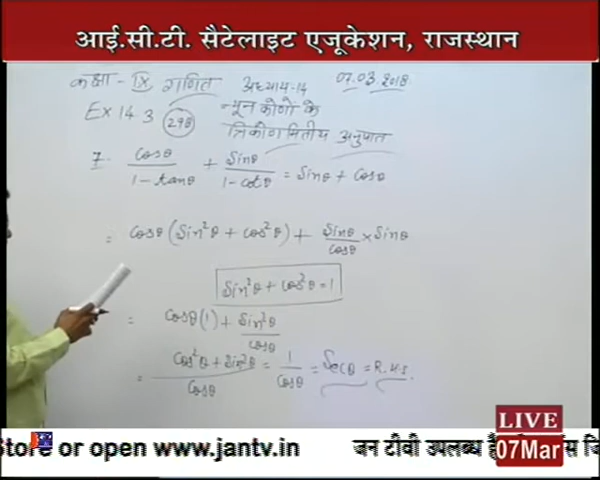 आई.सी.टी. सैटेलाइट एजूकेशन, राजस्थान
कक्षा - IX गणित अध्याय-14 07.03.2018
Ex 14.3 298 न्यून कोणो के
त्रिकोणमितीय अनुपात
7. cosθ/(1-tanθ) + sinθ/(1-cotθ) = sinθ + cosθ
= cosθ(sin²θ + cos²θ) + sinθ/cosθ × sinθ
sin²θ + cos²θ = 1
= cosθ(1) + sin²θ/cosθ
= (cos²θ + sin²θ)/cosθ = 1/cosθ = secθ = R.H.S.
LIVE
07Mar
Store or open www.jantv.in जन टीवी उपलब्ध है